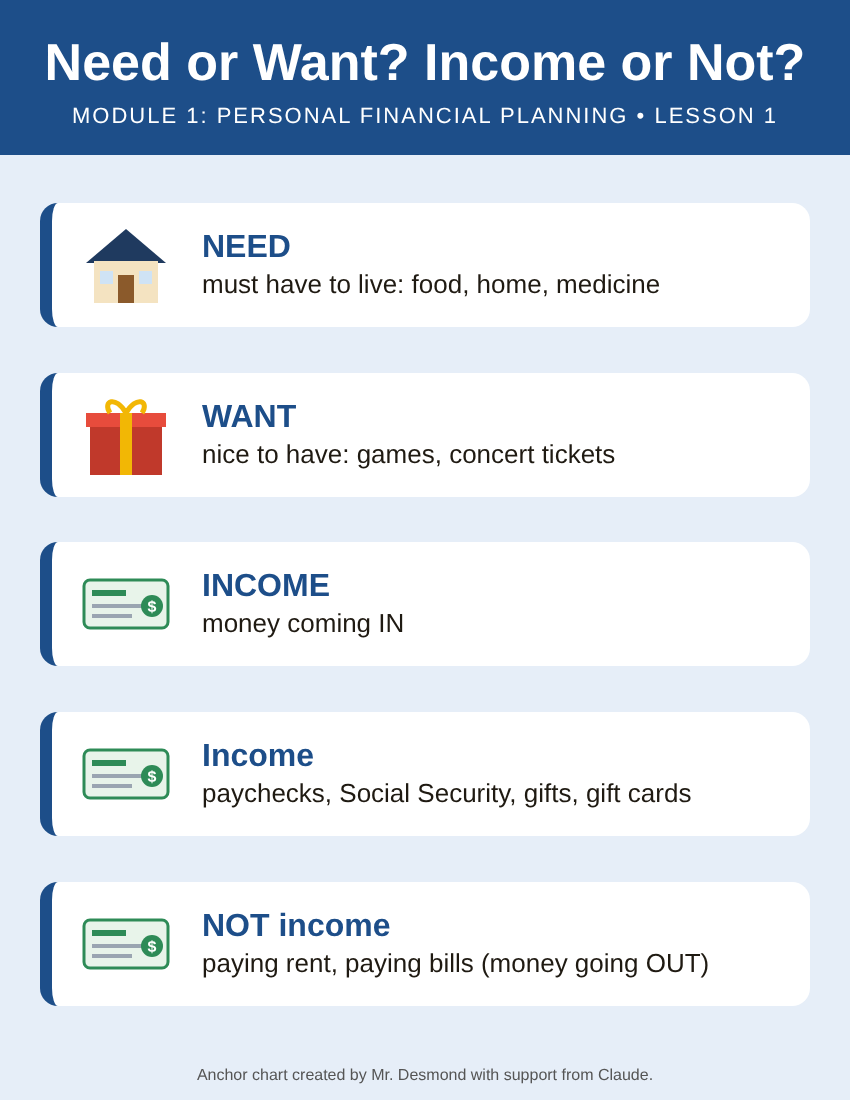 Need or Want? Income or Not?
MODULE 1: PERSONAL FINANCIAL PLANNING • LESSON 1
NEED
must have to live: food, home, medicine
WANT
nice to have: games, concert tickets
$
INCOME
money coming IN
$
Income
paychecks, Social Security, gifts, gift cards
$
NOT income
paying rent, paying bills (money going OUT)
Anchor chart created by Mr. Desmond with support from Claude.